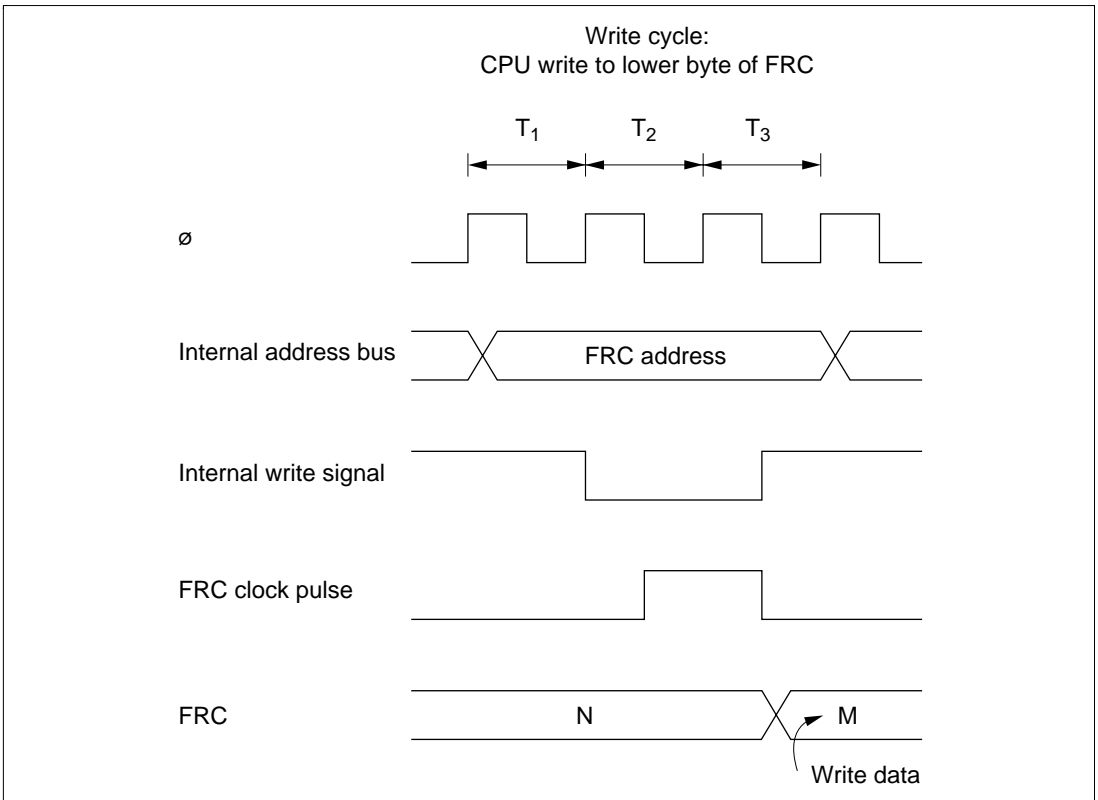 Write cycle:
CPU write to lower byte of FRC
T1 T2 T3
ø
Internal address bus
FRC address
Internal write signal
FRC clock pulse
FRC
N
M
Write data